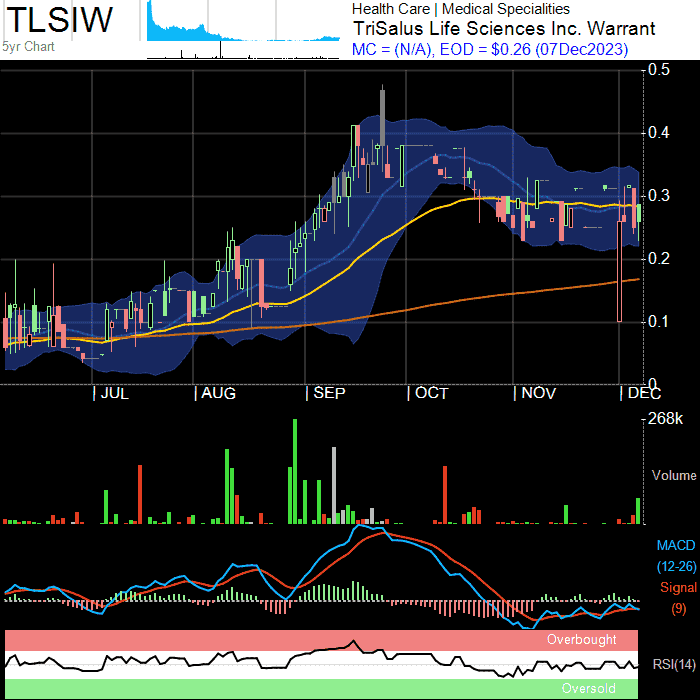 TLSIW
5yr Chart
Health Care | Medical Specialities
TriSalus Life Sciences Inc. Warrant
MC = (N/A), EOD = $0.26 (07Dec2023)
0.5
0.4
0.3
0.2
0.1
0
JUL AUG SEP OCT NOV DEC
268k
Volume
MACD
(12-26)
Signal
(9)
Overbought
RSI(14)
Oversold